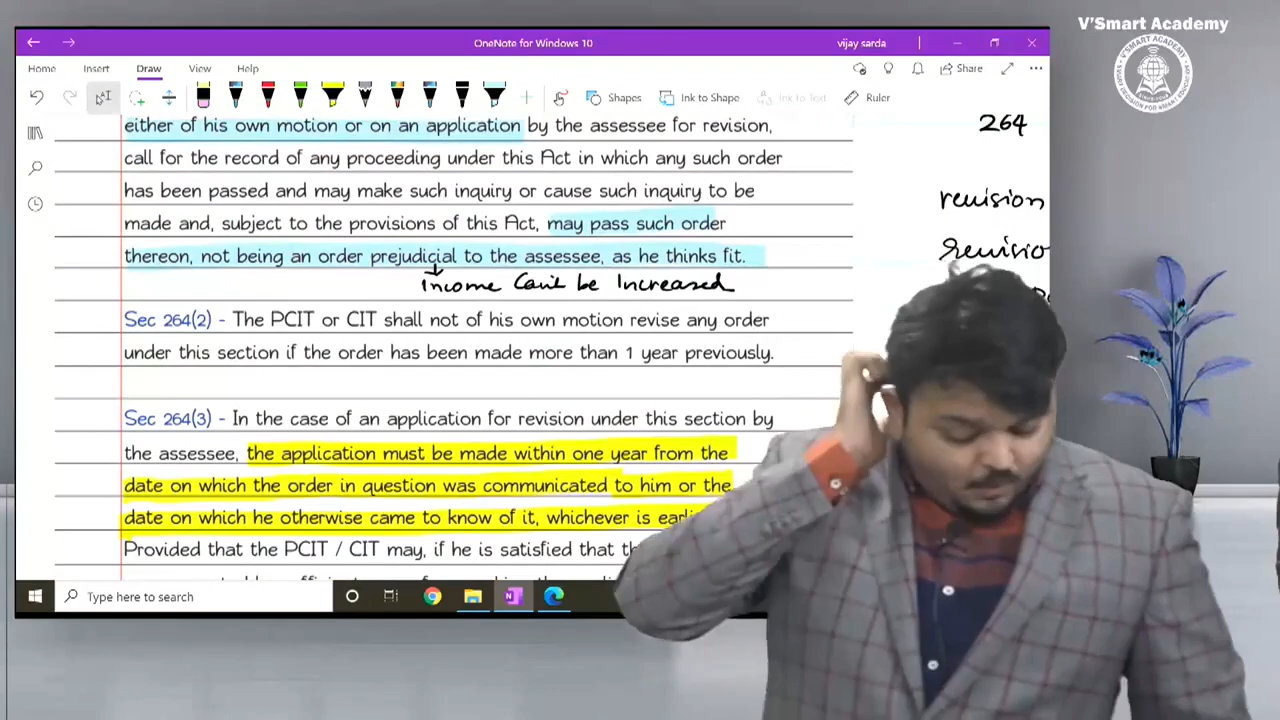 V'Smart Academy
OneNote for Windows 10
vijay sarda
Home Insert Draw View Help
Share
Shapes Ink to Shape Ink to Text Ruler
either of his own motion or on an application by the assessee for revision,
call for the record of any proceeding under this Act in which any such order
has been passed and may make such inquiry or cause such inquiry to be
made and, subject to the provisions of this Act, may pass such order
thereon, not being an order prejudicial to the assessee, as he thinks fit.
Income Can't be Increased
Sec 264(2) - The PCIT or CIT shall not of his own motion revise any order
under this section if the order has been made more than 1 year previously.
Sec 264(3) - In the case of an application for revision under this section by
the assessee, the application must be made within one year from the
date on which the order in question was communicated to him or the
date on which he otherwise came to know of it, whichever is
Provided that the PCIT / CIT may, if he is satisfied that
264
revision
Type here to search